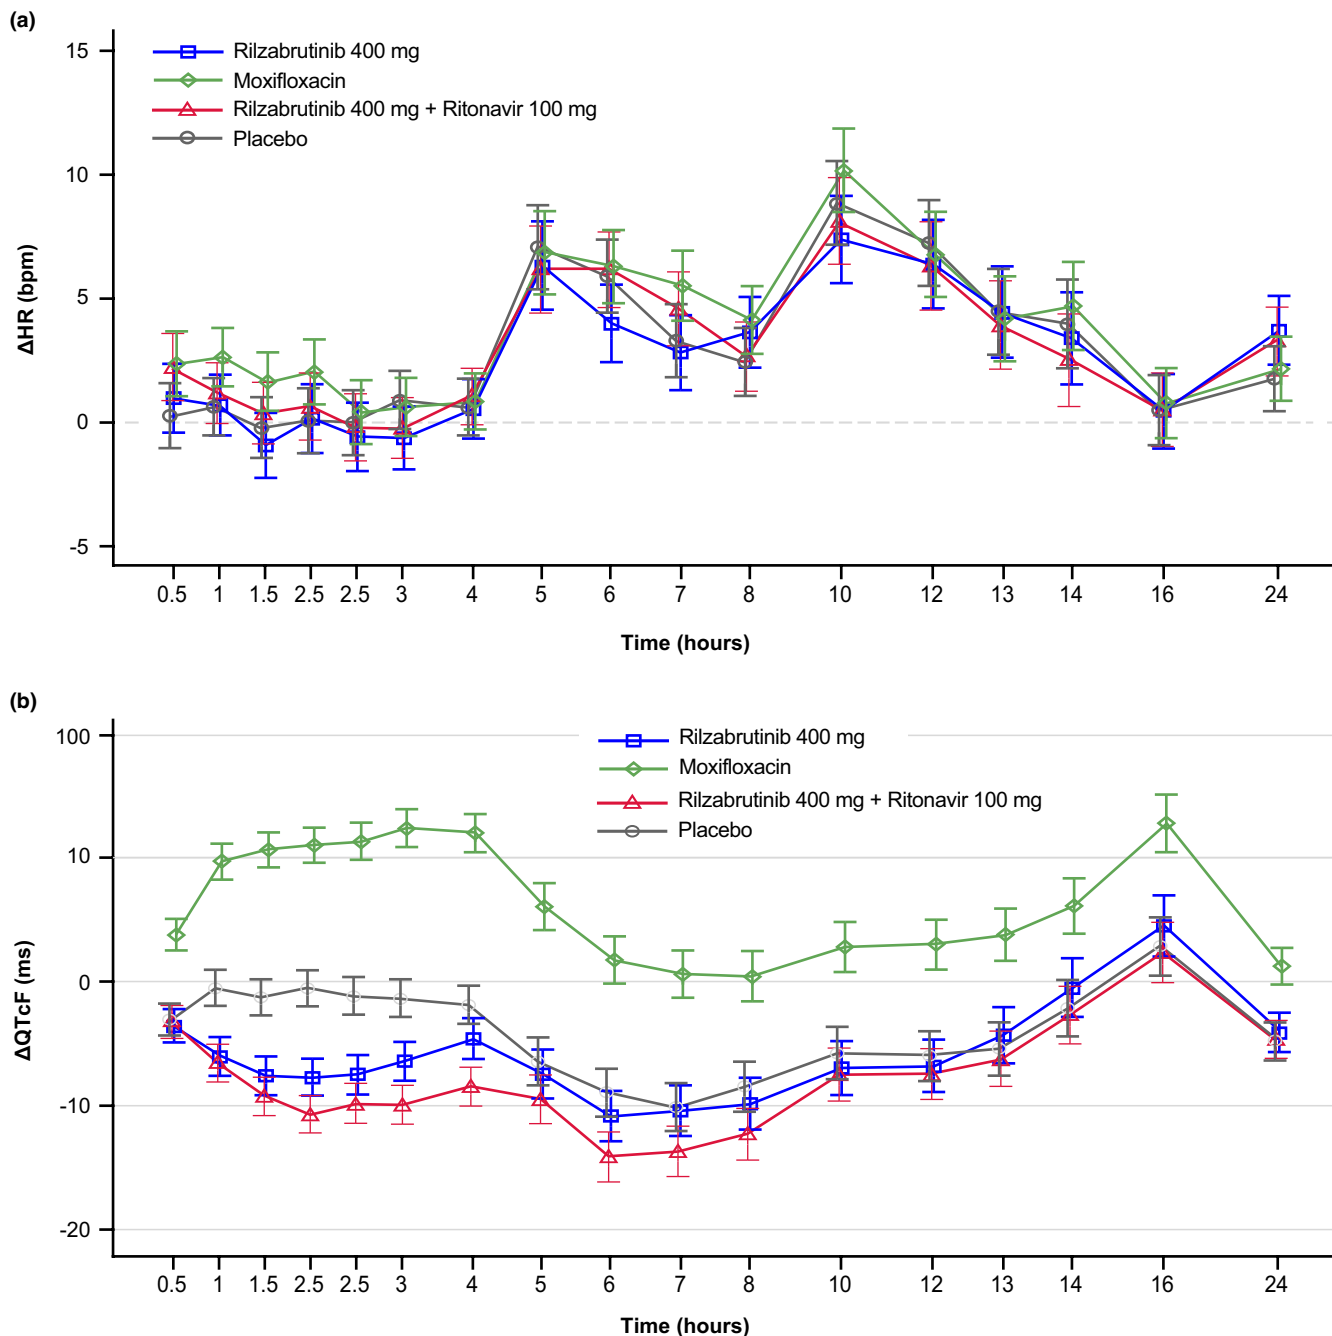 (a)
15
10
5
0
-5
ΔHR (bpm)
Rilzabrutinib 400 mg
Moxifloxacin
Rilzabrutinib 400 mg + Ritonavir 100 mg
Placebo
0.5 1 1.5 2.5 2.5 3 4 5 6 7 8 10 12 13 14 16 24
Time (hours)
(b)
100
10
0
-10
-20
ΔQTcF (ms)
Rilzabrutinib 400 mg
Moxifloxacin
Rilzabrutinib 400 mg + Ritonavir 100 mg
Placebo
0.5 1 1.5 2.5 2.5 3 4 5 6 7 8 10 12 13 14 16 24
Time (hours)